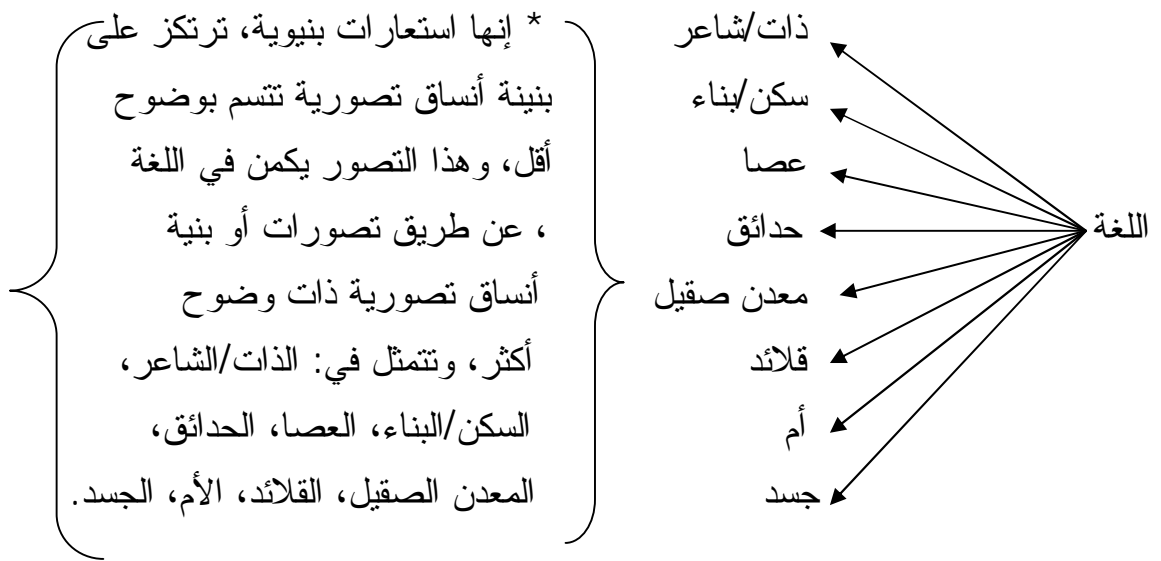 اللغة
ذات/شاعر
سكن/بناء
عصا
حدائق
معدن صقيل
قلائد
أم
جسد
* إنها استعارات بنيوية، ترتكز على
بنينة أنساق تصورية تتسم بوضوح
أقل، وهذا التصور يكمن في اللغة
، عن طريق تصورات أو بنية
أنساق تصورية ذات وضوح
أكثر، وتتمثل في: الذات/الشاعر،
السكن/البناء، العصا، الحدائق،
المعدن الصقيل، القلائد، الأم، الجسد.